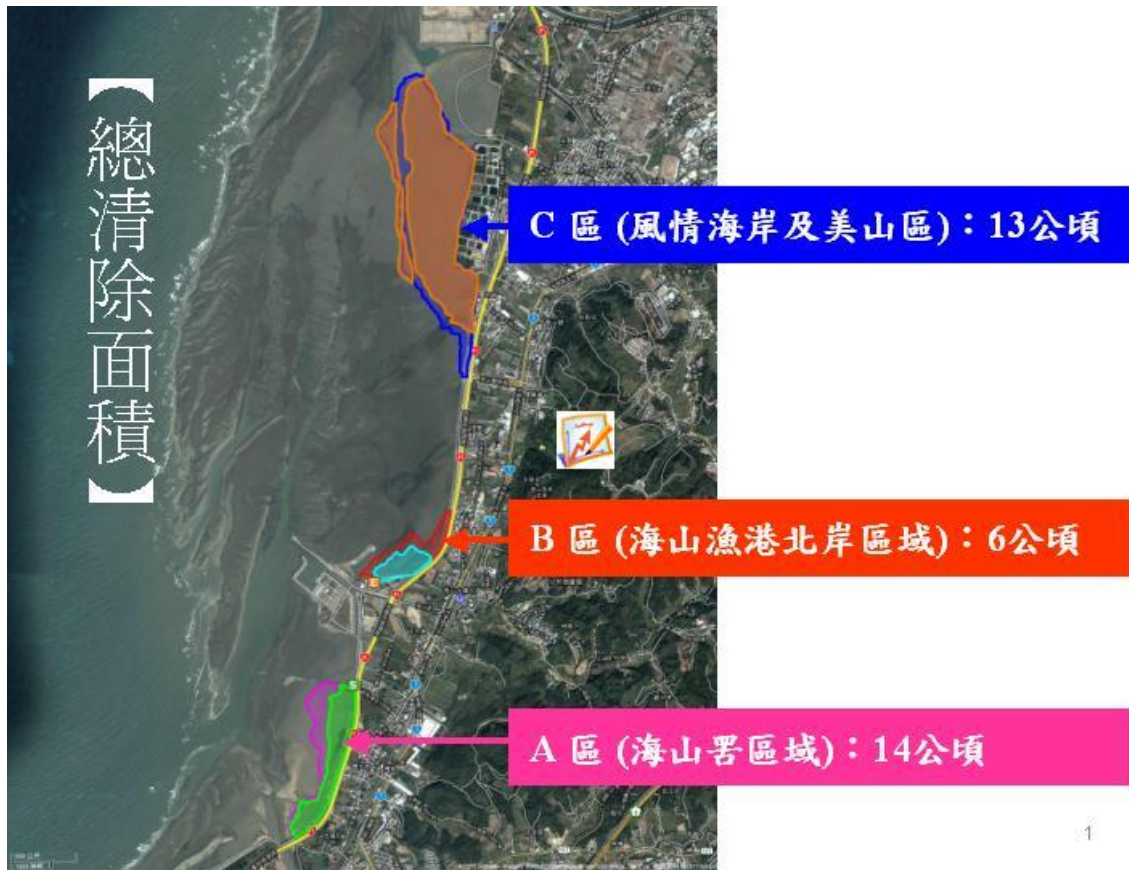 【總清除面積】
C 區 (風情海岸及美山區)：13公頃
B 區 (海山漁港北岸區域)：6公頃
E
S
A 區 (海山罟區域)：14公頃
1